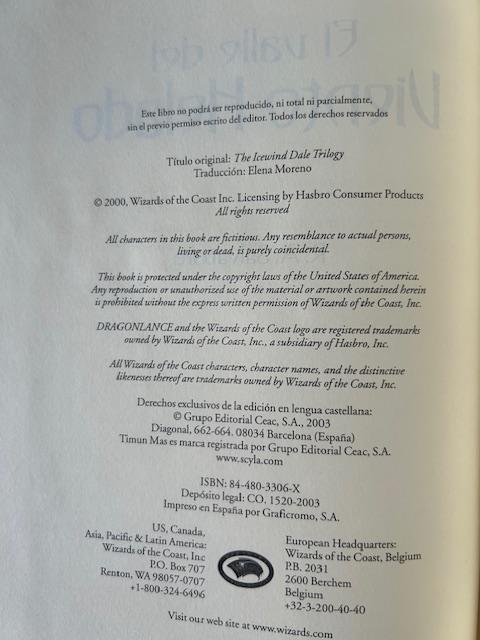 El valle del
Viento Helado
Este libro no podrá ser reproducido, ni total ni parcialmente,
sin el previo permiso escrito del editor. Todos los derechos reservados
Título original: The Icewind Dale Trilogy
Traducción: Elena Moreno
© 2000, Wizards of the Coast Inc. Licensing by Hasbro Consumer Products
All rights reserved
All characters in this book are fictitious. Any resemblance to actual persons,
living or dead, is purely coincidental.
This book is protected under the copyright laws of the United States of America.
Any reproduction or unauthorized use of the material or artwork contained herein
is prohibited without the express written permission of Wizards of the Coast, Inc.
DRAGONLANCE and the Wizards of the Coast logo are registered trademarks
owned by Wizards of the Coast, Inc., a subsidiary of Hasbro, Inc.
All Wizards of the Coast characters, character names, and the distinctive
likenesses thereof are trademarks owned by Wizards of the Coast, Inc.
Derechos exclusivos de la edición en lengua castellana:
© Grupo Editorial Ceac, S.A., 2003
Diagonal, 662-664. 08034 Barcelona (España)
Timun Mas es marca registrada por Grupo Editorial Ceac, S.A.
www.scyla.com
ISBN: 84-480-3306-X
Depósito legal: CO. 1520-2003
Impreso en España por Graficromo, S.A.
US, Canada,
Asia, Pacific & Latin America:
Wizards of the Coast, Inc
P.O. Box 707
Renton, WA 98057-0707
+1-800-324-6496
European Headquarters:
Wizards of the Coast, Belgium
P.B. 2031
2600 Berchem
Belgium
+32-3-200-40-40
Visit our web site at www.wizards.com